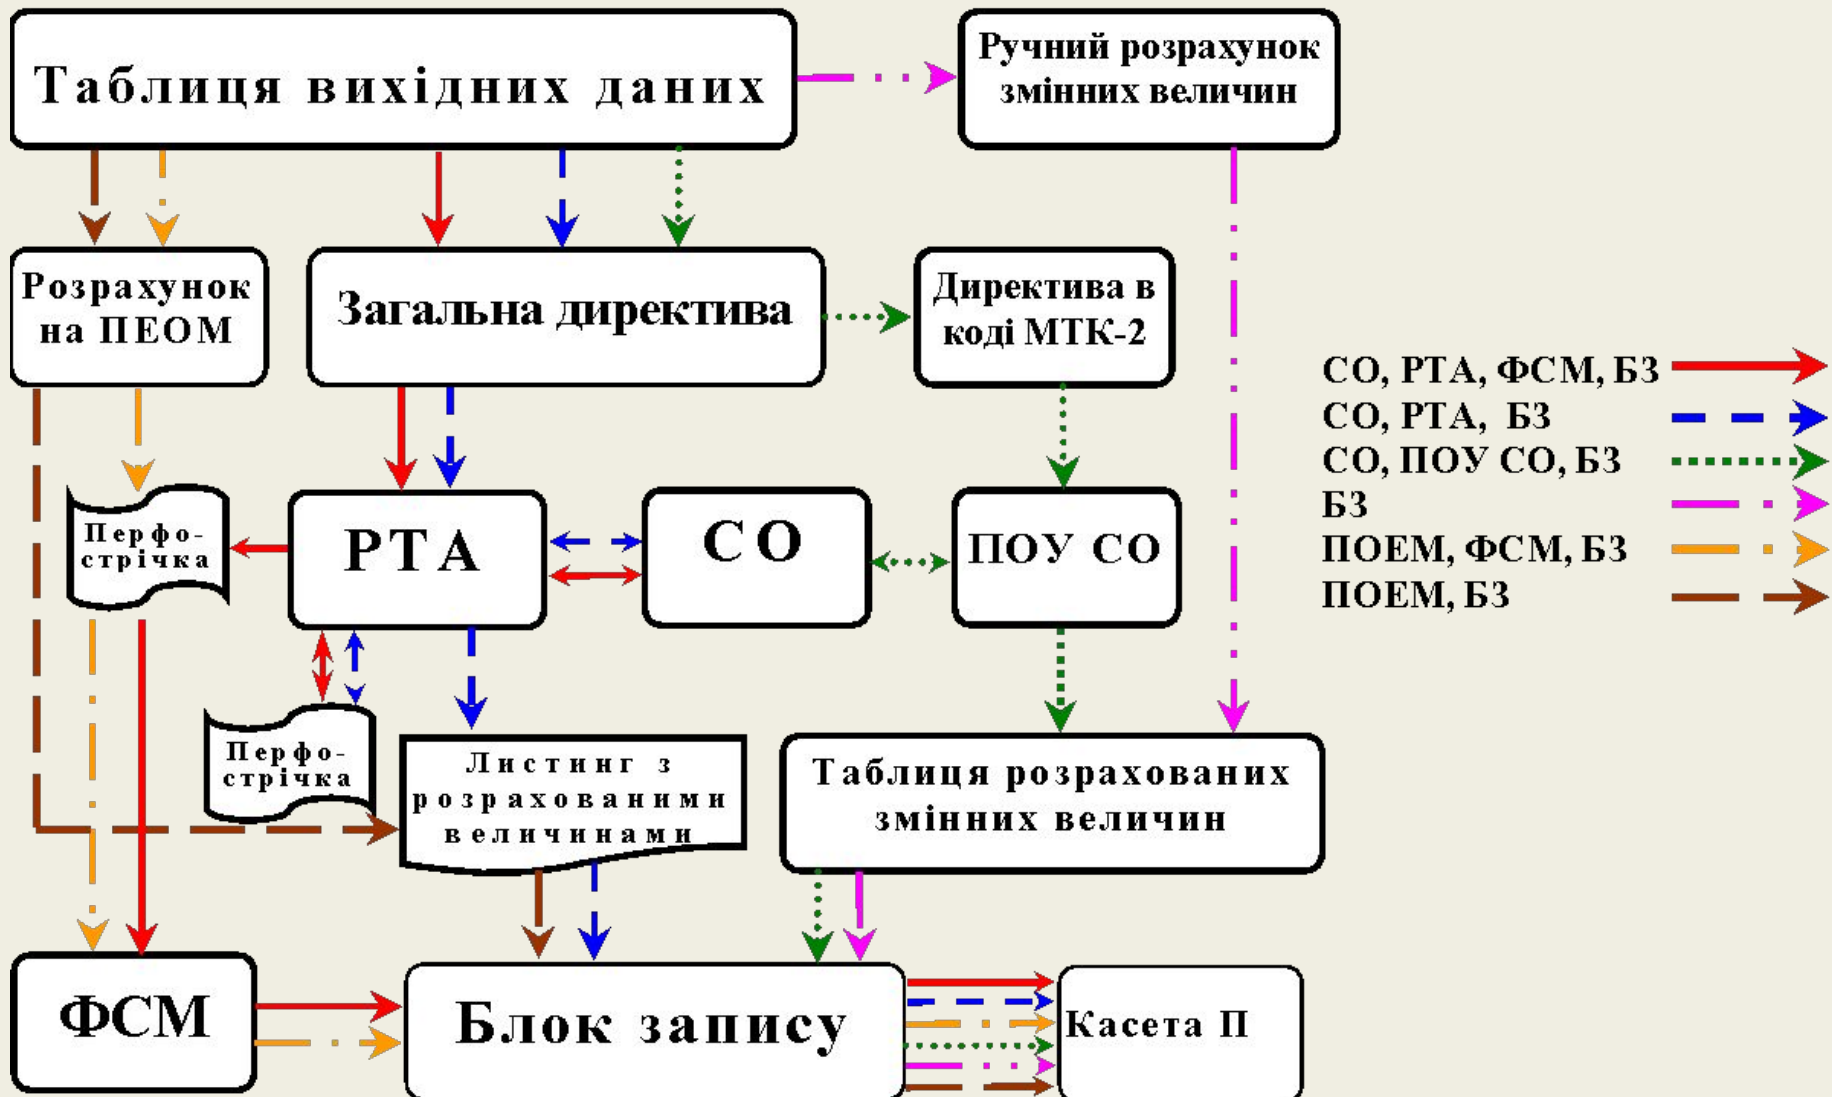 Таблиця вихідних даних
Ручний розрахунок
змінних величин
Розрахунок
на ПЕОМ
Загальна директива
Директива в
коді МТК-2
СО, РТА, ФСМ, БЗ
СО, РТА, БЗ
СО, ПОУ СО, БЗ
БЗ
ПОЕМ, ФСМ, БЗ
ПОЕМ, БЗ
Перфо-
стрічка
РТА
СО
ПОУ СО
Перфо-
стрічка
Листинг з
розрахованими
величинами
Таблиця розрахованих
змінних величин
ФСМ
Блок запису
Касета П